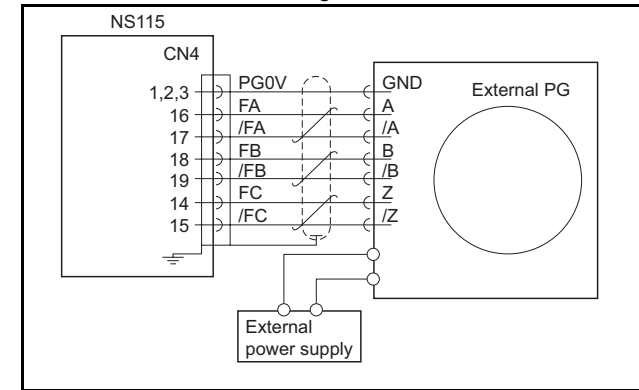 NS115
CN4
1,2,3 PG0V GND
External PG
16 FA A
17 /FA /A
18 FB B
19 /FB /B
14 FC Z
15 /FC /Z
External
power supply